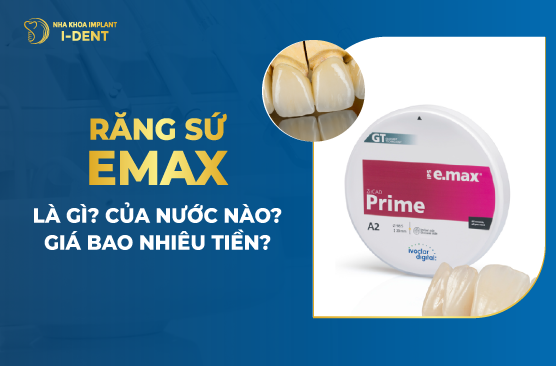 NHA KHOA IMPLANT
I-DENT
RĂNG SỨ
EMAX
LÀ GÌ? CỦA NƯỚC NÀO?
GIÁ BAO NHIÊU TIỀN?
GT
IPS e.max
ZirCAD
Prime
A2
ivoclar
digital